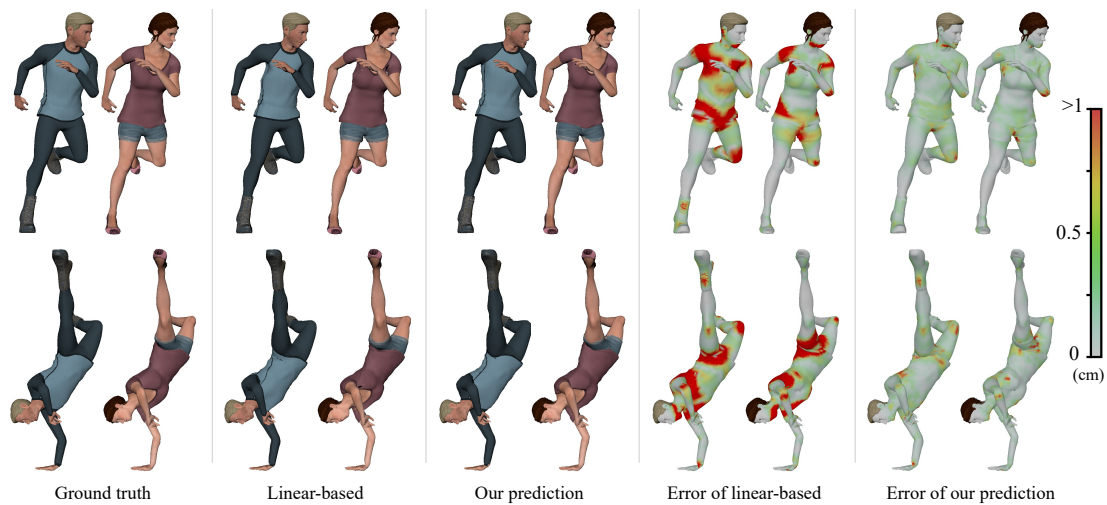 >1
0.5
0
(cm)
Ground truth
Linear-based
Our prediction
Error of linear-based
Error of our prediction